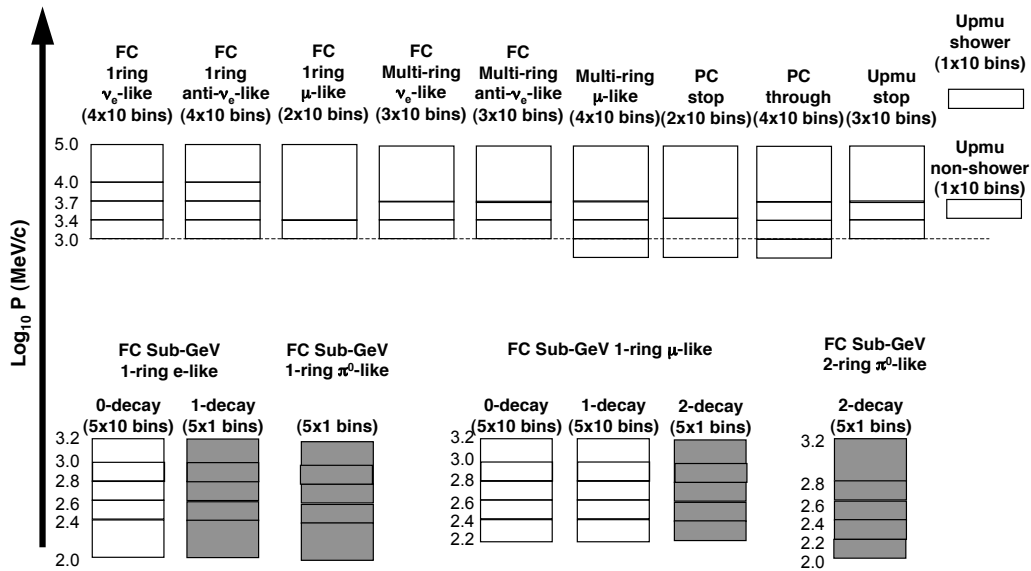 FC
1ring
νe-like
(4x10 bins)
FC
1ring
anti-νe-like
(4x10 bins)
FC
1ring
μ-like
(2x10 bins)
FC
Multi-ring
νe-like
(3x10 bins)
FC
Multi-ring
anti-νe-like
(3x10 bins)
Multi-ring
μ-like
(4x10 bins)
PC
stop
(2x10 bins)
PC
through
(4x10 bins)
Upmu
stop
(3x10 bins)
Upmu
shower
(1x10 bins)
Upmu
non-shower
(1x10 bins)
5.0
4.0
3.7
3.4
3.0
Log10 P (MeV/c)
FC Sub-GeV
1-ring e-like
0-decay
(5x10 bins)
1-decay
(5x1 bins)
3.2
3.0
2.8
2.6
2.4
2.0
FC Sub-GeV
1-ring π0-like
(5x1 bins)
FC Sub-GeV 1-ring μ-like
0-decay
(5x10 bins)
1-decay
(5x10 bins)
2-decay
(5x1 bins)
3.2
3.0
2.8
2.6
2.4
2.2
FC Sub-GeV
2-ring π0-like
2-decay
(5x1 bins)
3.2
2.8
2.6
2.4
2.2
2.0